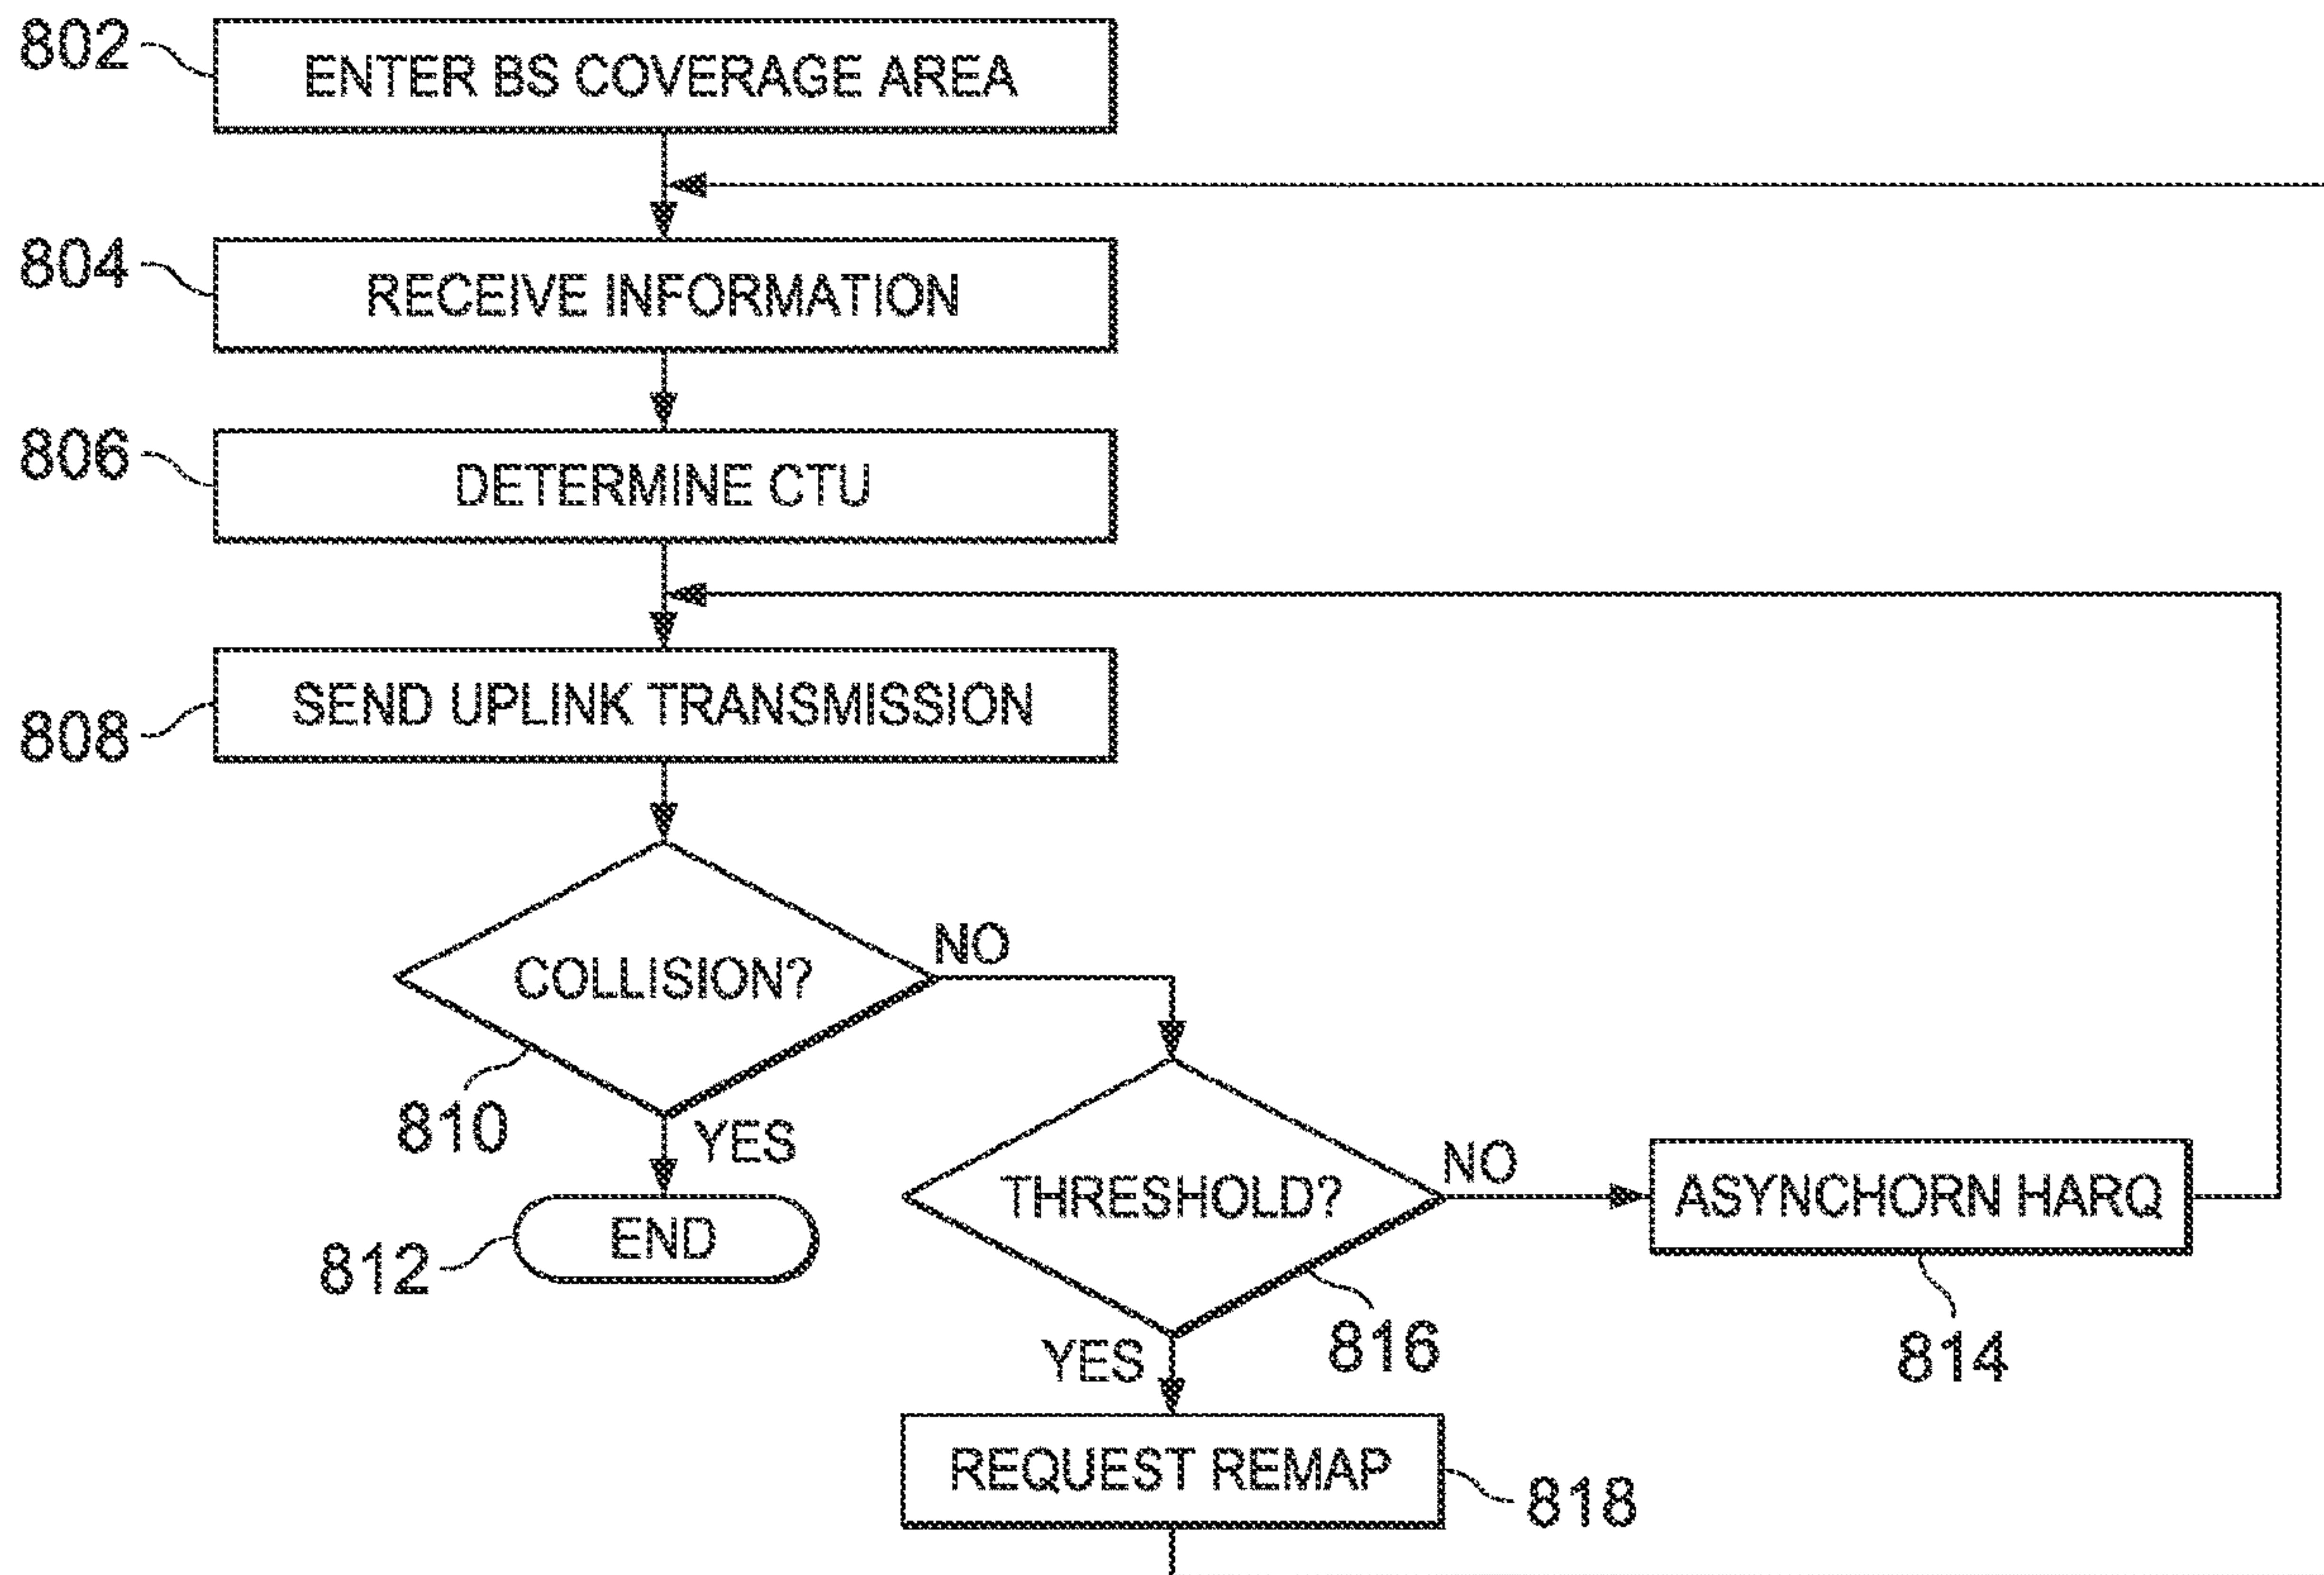 802
ENTER BS COVERAGE AREA
804
RECEIVE INFORMATION
806
DETERMINE CTU
808
SEND UPLINK TRANSMISSION
COLLISION?
NO
810
YES
812
END
THRESHOLD?
NO
ASYNCHORN HARQ
816
814
YES
REQUEST REMAP
818